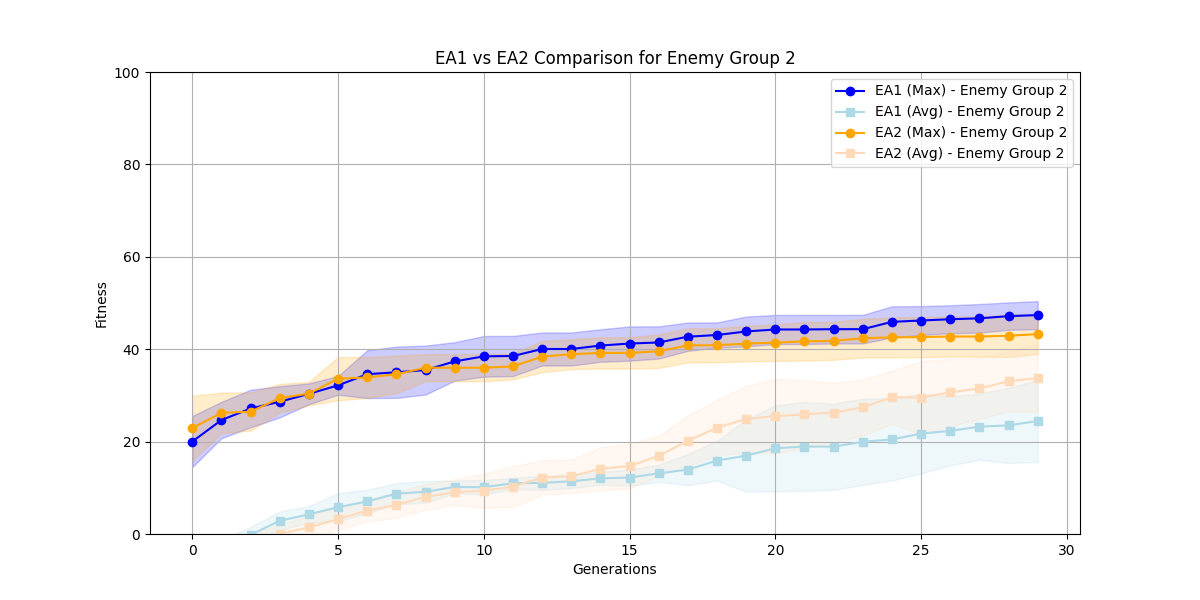 EA1 vs EA2 Comparison for Enemy Group 2
100
80
60
40
20
0
Fitness
EA1 (Max) - Enemy Group 2
EA1 (Avg) - Enemy Group 2
EA2 (Max) - Enemy Group 2
EA2 (Avg) - Enemy Group 2
0 5 10 15 20 25 30
Generations